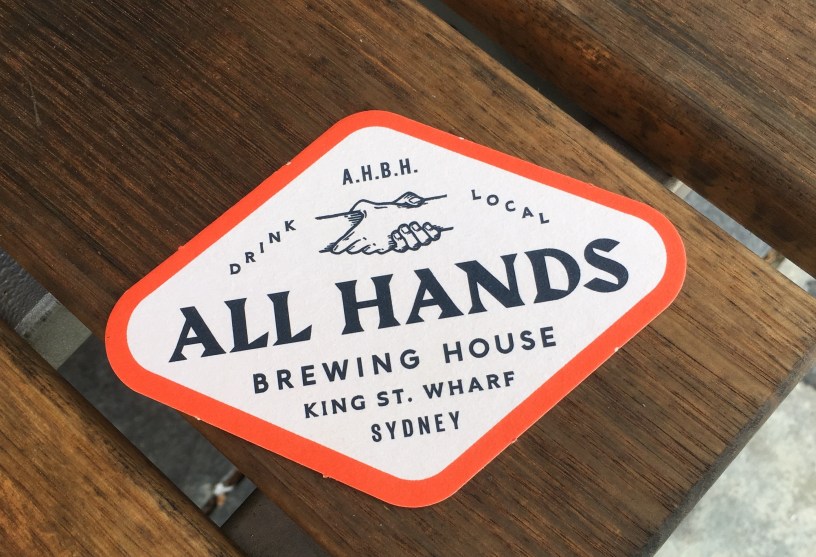 A.H.B.H.
DRINK LOCAL
ALL HANDS
BREWING HOUSE
KING ST. WHARF
SYDNEY